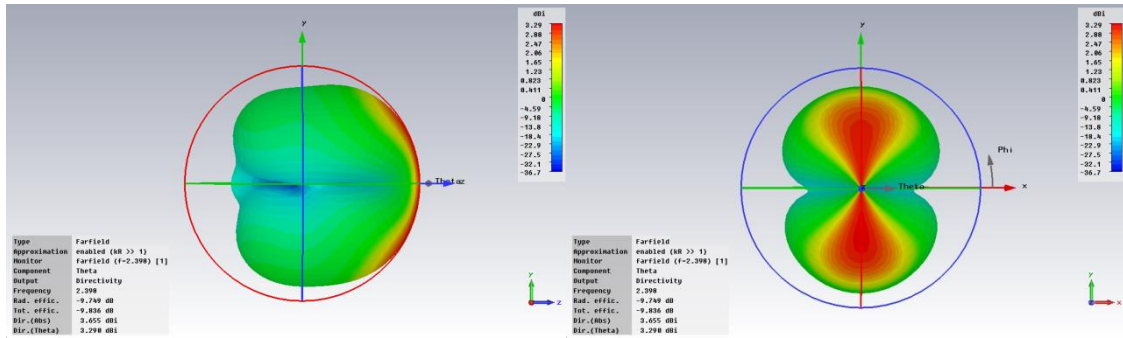 y
dBi
3.29
2.88
2.47
2.06
1.65
1.23
0.823
0.411
0
-4.59
-9.18
-13.8
-18.4
-22.9
-27.5
-32.1
-36.7
Thetaz
Type Farfield
Approximation enabled (kR >> 1)
Monitor farfield (f=2.398) [1]
Component Theta
Output Directivity
Frequency 2.398
Rad. effic. -9.749 dB
Tot. effic. -9.836 dB
Dir.(Abs) 3.655 dBi
Dir.(Theta) 3.290 dBi
y
z
y
dBi
3.29
2.88
2.47
2.06
1.65
1.23
0.823
0.411
0
-4.59
-9.18
-13.8
-18.4
-22.9
-27.5
-32.1
-36.7
Phi
Theta
x
Type Farfield
Approximation enabled (kR >> 1)
Monitor farfield (f=2.398) [1]
Component Theta
Output Directivity
Frequency 2.398
Rad. effic. -9.749 dB
Tot. effic. -9.836 dB
Dir.(Abs) 3.655 dBi
Dir.(Theta) 3.290 dBi
y
x